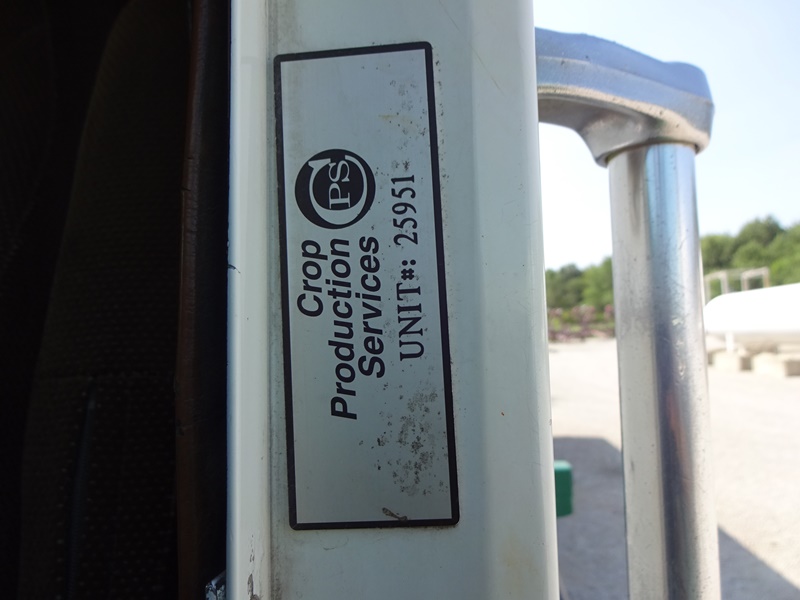 CPS
Crop
Production
Services
UNIT#: 25951